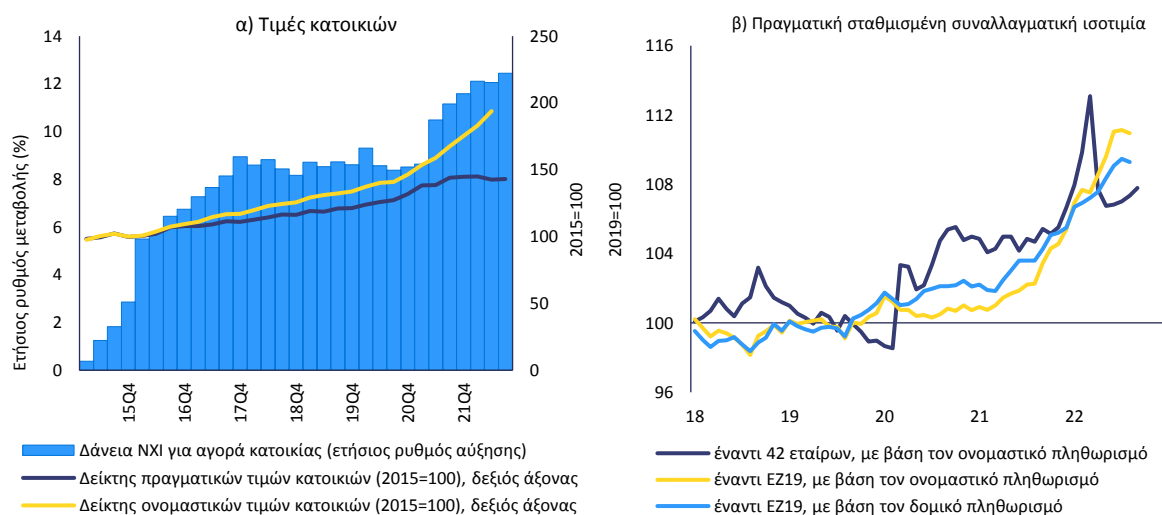 α) Τιμές κατοικιών
14
12
10
8
6
4
2
0
Ετήσιος ρυθμός μεταβολής (%)
250
200
150
100
50
0
2015=100
15Q4
16Q4
17Q4
18Q4
19Q4
20Q4
21Q4
Δάνεια ΝΧΙ για αγορά κατοικίας (ετήσιος ρυθμός αύξησης)
Δείκτης πραγματικών τιμών κατοικιών (2015=100), δεξιός άξονας
Δείκτης ονομαστικών τιμών κατοικιών (2015=100), δεξιός άξονας
β) Πραγματική σταθμισμένη συναλλαγματική ισοτιμία
116
112
108
104
100
96
2019=100
18
19
20
21
22
έναντι 42 εταίρων, με βάση τον ονομαστικό πληθωρισμό
έναντι ΕΖ19, με βάση τον ονομαστικό πληθωρισμό
έναντι ΕΖ19, με βάση τον δομικό πληθωρισμό